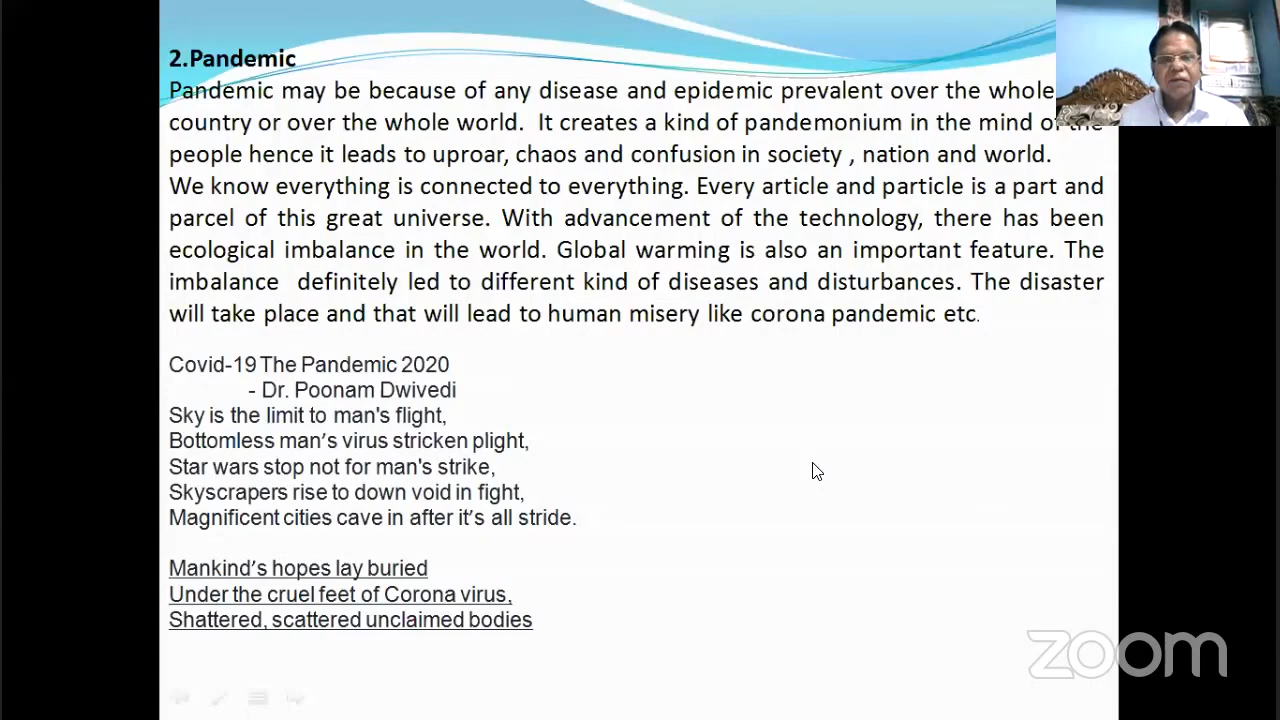 2.Pandemic
Pandemic may be because of any disease and epidemic prevalent over the whole
country or over the whole world. It creates a kind of pandemonium in the mind of the
people hence it leads to uproar, chaos and confusion in society , nation and world.
We know everything is connected to everything. Every article and particle is a part and
parcel of this great universe. With advancement of the technology, there has been
ecological imbalance in the world. Global warming is also an important feature. The
imbalance definitely led to different kind of diseases and disturbances. The disaster
will take place and that will lead to human misery like corona pandemic etc.
Covid-19 The Pandemic 2020
- Dr. Poonam Dwivedi
Sky is the limit to man's flight,
Bottomless man's virus stricken plight,
Star wars stop not for man's strike,
Skyscrapers rise to down void in fight,
Magnificent cities cave in after it's all stride.
Mankind's hopes lay buried
Under the cruel feet of Corona virus,
Shattered, scattered unclaimed bodies
zoom